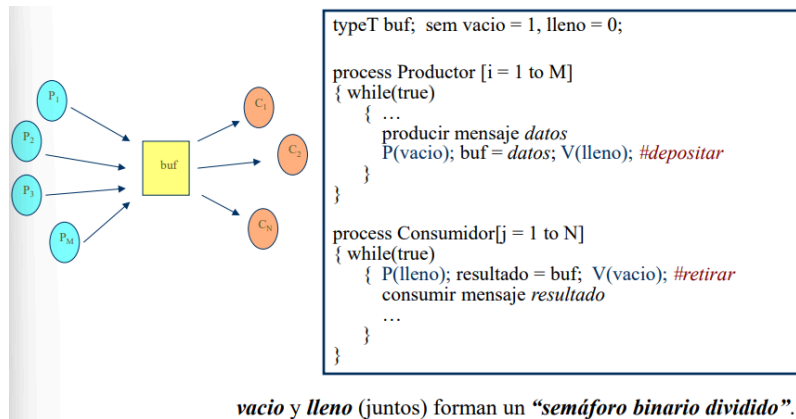 typeT buf;  sem vacio = 1, lleno = 0;
process Productor [i = 1 to M]
{ while(true)
{ …
producir mensaje datos
P(vacio); buf = datos; V(lleno); #depositar
}
}
process Consumidor[j = 1 to N]
{ while(true)
{ P(lleno); resultado = buf;  V(vacio); #retirar
consumir mensaje resultado
…
}
}
P1
P2
P3
PM
buf
C1
C2
CN
vacio y lleno (juntos) forman un “semáforo binario dividido”.